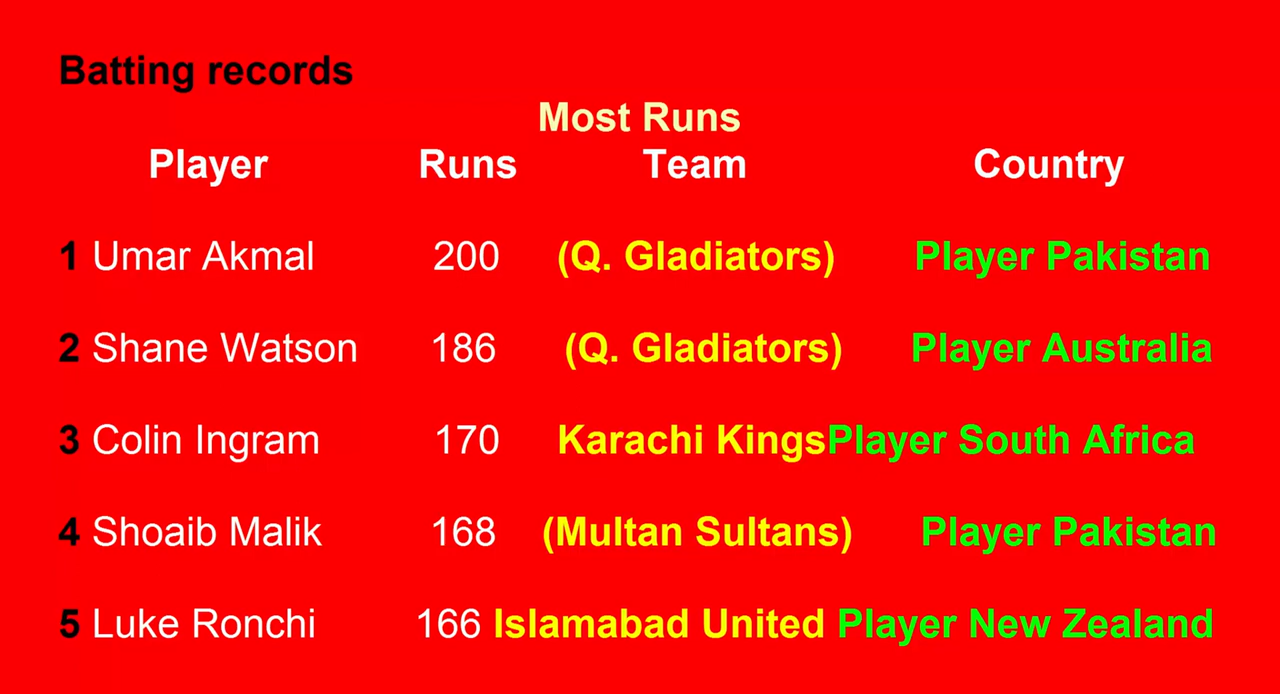 Batting records
Most Runs
Player Runs Team Country
1 Umar Akmal 200 (Q. Gladiators) Player Pakistan
2 Shane Watson 186 (Q. Gladiators) Player Australia
3 Colin Ingram 170 Karachi Kings Player South Africa
4 Shoaib Malik 168 (Multan Sultans) Player Pakistan
5 Luke Ronchi 166 Islamabad United Player New Zealand